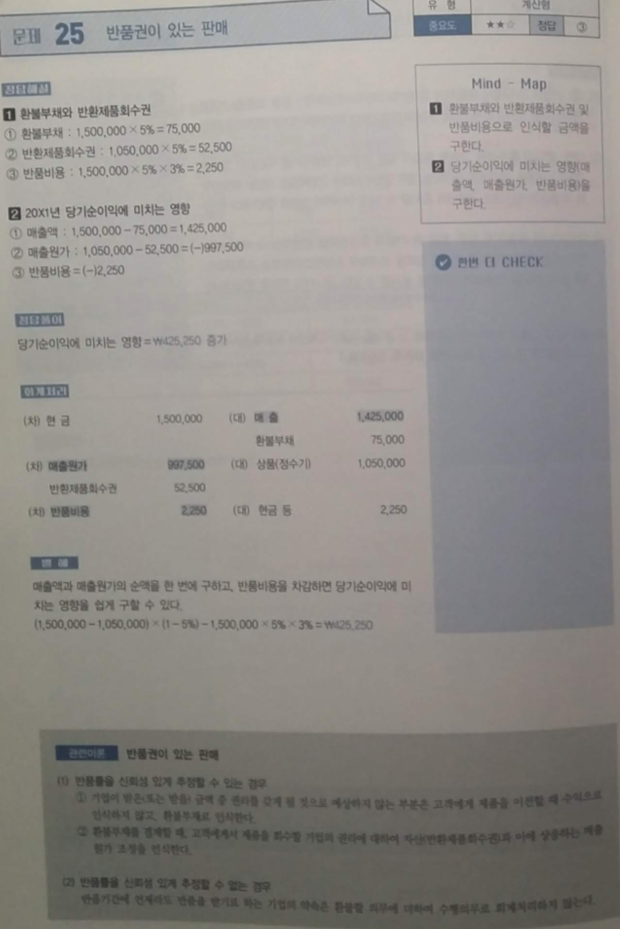 유 형 계산형
문제 25 반품권이 있는 판매
중요도 ★★☆ 정답 ③
정답해설
1 환불부채와 반환제품회수권
① 환불부채 : 1,500,000×5%=75,000
② 반환제품회수권 : 1,050,000×5%=52,500
③ 반품비용 : 1,500,000×5%×3%=2,250
2 20X1년 당기순이익에 미치는 영향
① 매출액 : 1,500,000-75,000=1,425,000
② 매출원가 : 1,050,000-52,500=(-)997,500
③ 반품비용=(-)2,250
정답풀이
당기순이익에 미치는 영향=₩425,250 증가
회계처리
(차) 현 금 1,500,000 (대) 매 출 1,425,000
환불부채 75,000
(차) 매출원가 997,500 (대) 상품(정수기) 1,050,000
반환제품회수권 52,500
(차) 반품비용 2,250 (대) 현금 등 2,250
별 해
매출액과 매출원가의 순액을 한 번에 구하고, 반품비용을 차감하면 당기순이익에 미
치는 영향을 쉽게 구할 수 있다.
(1,500,000-1,050,000)×(1-5%)-1,500,000×5%×3%=₩425,250
Mind - Map
1 환불부채와 반환제품회수권 및
반품비용으로 인식할 금액을
구한다.
2 당기순이익에 미치는 영향(매
출액, 매출원가, 반품비용)을
구한다.
한번 더 CHECK
관련이론 반품권이 있는 판매
(1) 반품률을 신뢰성 있게 추정할 수 있는 경우
① 기업이 받은(또는 받을) 금액 중 권리를 갖게 될 것으로 예상하지 않는 부분은 고객에게 제품을 이전할 때 수익으로
인식하지 않고, 환불부채로 인식한다.
② 환불부채를 결제할 때, 고객에게서 제품을 회수할 기업의 권리에 대하여 자산(반환제품회수권)과 이에 상응하는 매출
원가 조정을 인식한다.
(2) 반품률을 신뢰성 있게 추정할 수 없는 경우
반품기간에 언제라도 반품을 받기로 하는 기업의 약속은 환불할 의무에 더하여 수행의무로 회계처리하지 않는다.